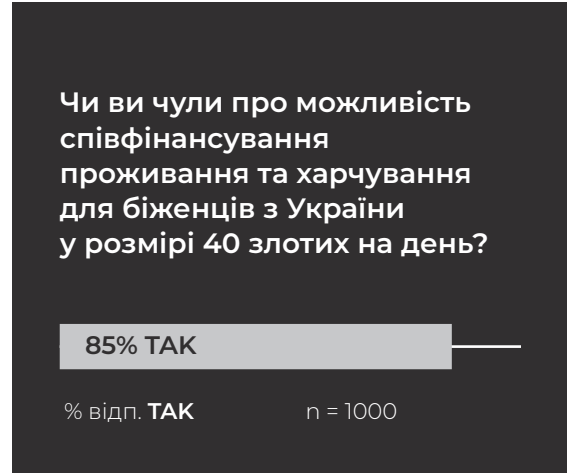 Чи ви чули про можливість
співфінансування
проживання та харчування
для біженців з України
у розмірі 40 злотих на день?
85% ТАК
% відп. ТАК n = 1000